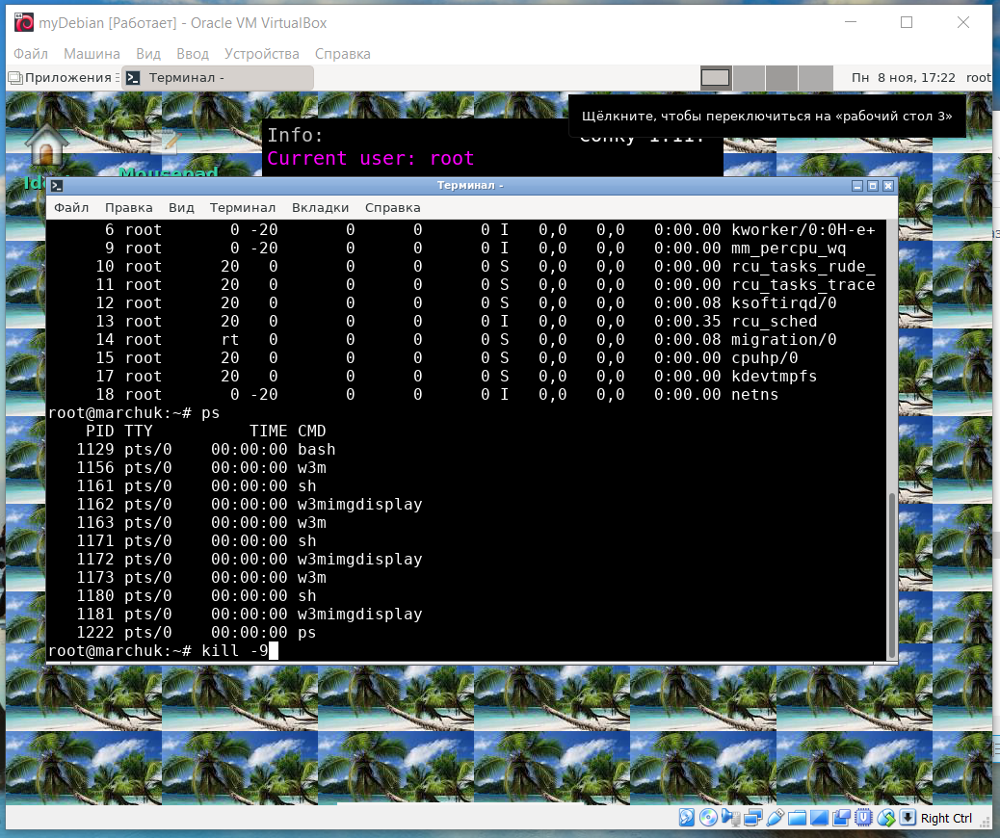 myDebian [Работает] - Oracle VM VirtualBox
Файл Машина Вид Ввод Устройства Справка
Приложения Терминал - Пн 8 ноя, 17:22 root
Щёлкните, чтобы переключиться на «рабочий стол 3»
Info:
Current user: root
Mousepad
Терминал -
Файл Правка Вид Терминал Вкладки Справка
6 root 0 -20 0 0 0 I 0,0 0,0 0:00.00 kworker/0:0H-e+
9 root 0 -20 0 0 0 I 0,0 0,0 0:00.00 mm_percpu_wq
10 root 20 0 0 0 0 S 0,0 0,0 0:00.00 rcu_tasks_rude_
11 root 20 0 0 0 0 S 0,0 0,0 0:00.00 rcu_tasks_trace
12 root 20 0 0 0 0 S 0,0 0,0 0:00.08 ksoftirqd/0
13 root 20 0 0 0 0 I 0,0 0,0 0:00.35 rcu_sched
14 root rt 0 0 0 0 S 0,0 0,0 0:00.08 migration/0
15 root 20 0 0 0 0 S 0,0 0,0 0:00.00 cpuhp/0
17 root 20 0 0 0 0 S 0,0 0,0 0:00.00 kdevtmpfs
18 root 0 -20 0 0 0 I 0,0 0,0 0:00.00 netns
root@marchuk:~# ps
PID TTY TIME CMD
1129 pts/0 00:00:00 bash
1156 pts/0 00:00:00 w3m
1161 pts/0 00:00:00 sh
1162 pts/0 00:00:00 w3mimgdisplay
1163 pts/0 00:00:00 w3m
1171 pts/0 00:00:00 sh
1172 pts/0 00:00:00 w3mimgdisplay
1173 pts/0 00:00:00 w3m
1180 pts/0 00:00:00 sh
1181 pts/0 00:00:00 w3mimgdisplay
1222 pts/0 00:00:00 ps
root@marchuk:~# kill -9
Right Ctrl